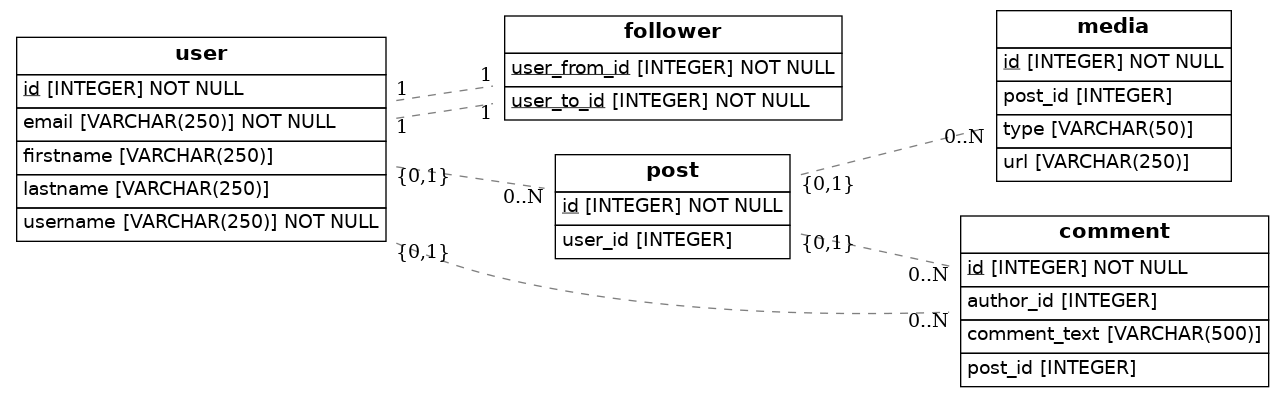 user
id [INTEGER] NOT NULL
email [VARCHAR(250)] NOT NULL
firstname [VARCHAR(250)]
lastname [VARCHAR(250)]
username [VARCHAR(250)] NOT NULL
1
1
{0,1}
{0,1}
follower
user_from_id [INTEGER] NOT NULL
user_to_id [INTEGER] NOT NULL
1
1
post
id [INTEGER] NOT NULL
user_id [INTEGER]
0..N
{0,1}
{0,1}
media
id [INTEGER] NOT NULL
post_id [INTEGER]
type [VARCHAR(50)]
url [VARCHAR(250)]
0..N
comment
id [INTEGER] NOT NULL
author_id [INTEGER]
comment_text [VARCHAR(500)]
post_id [INTEGER]
0..N
0..N